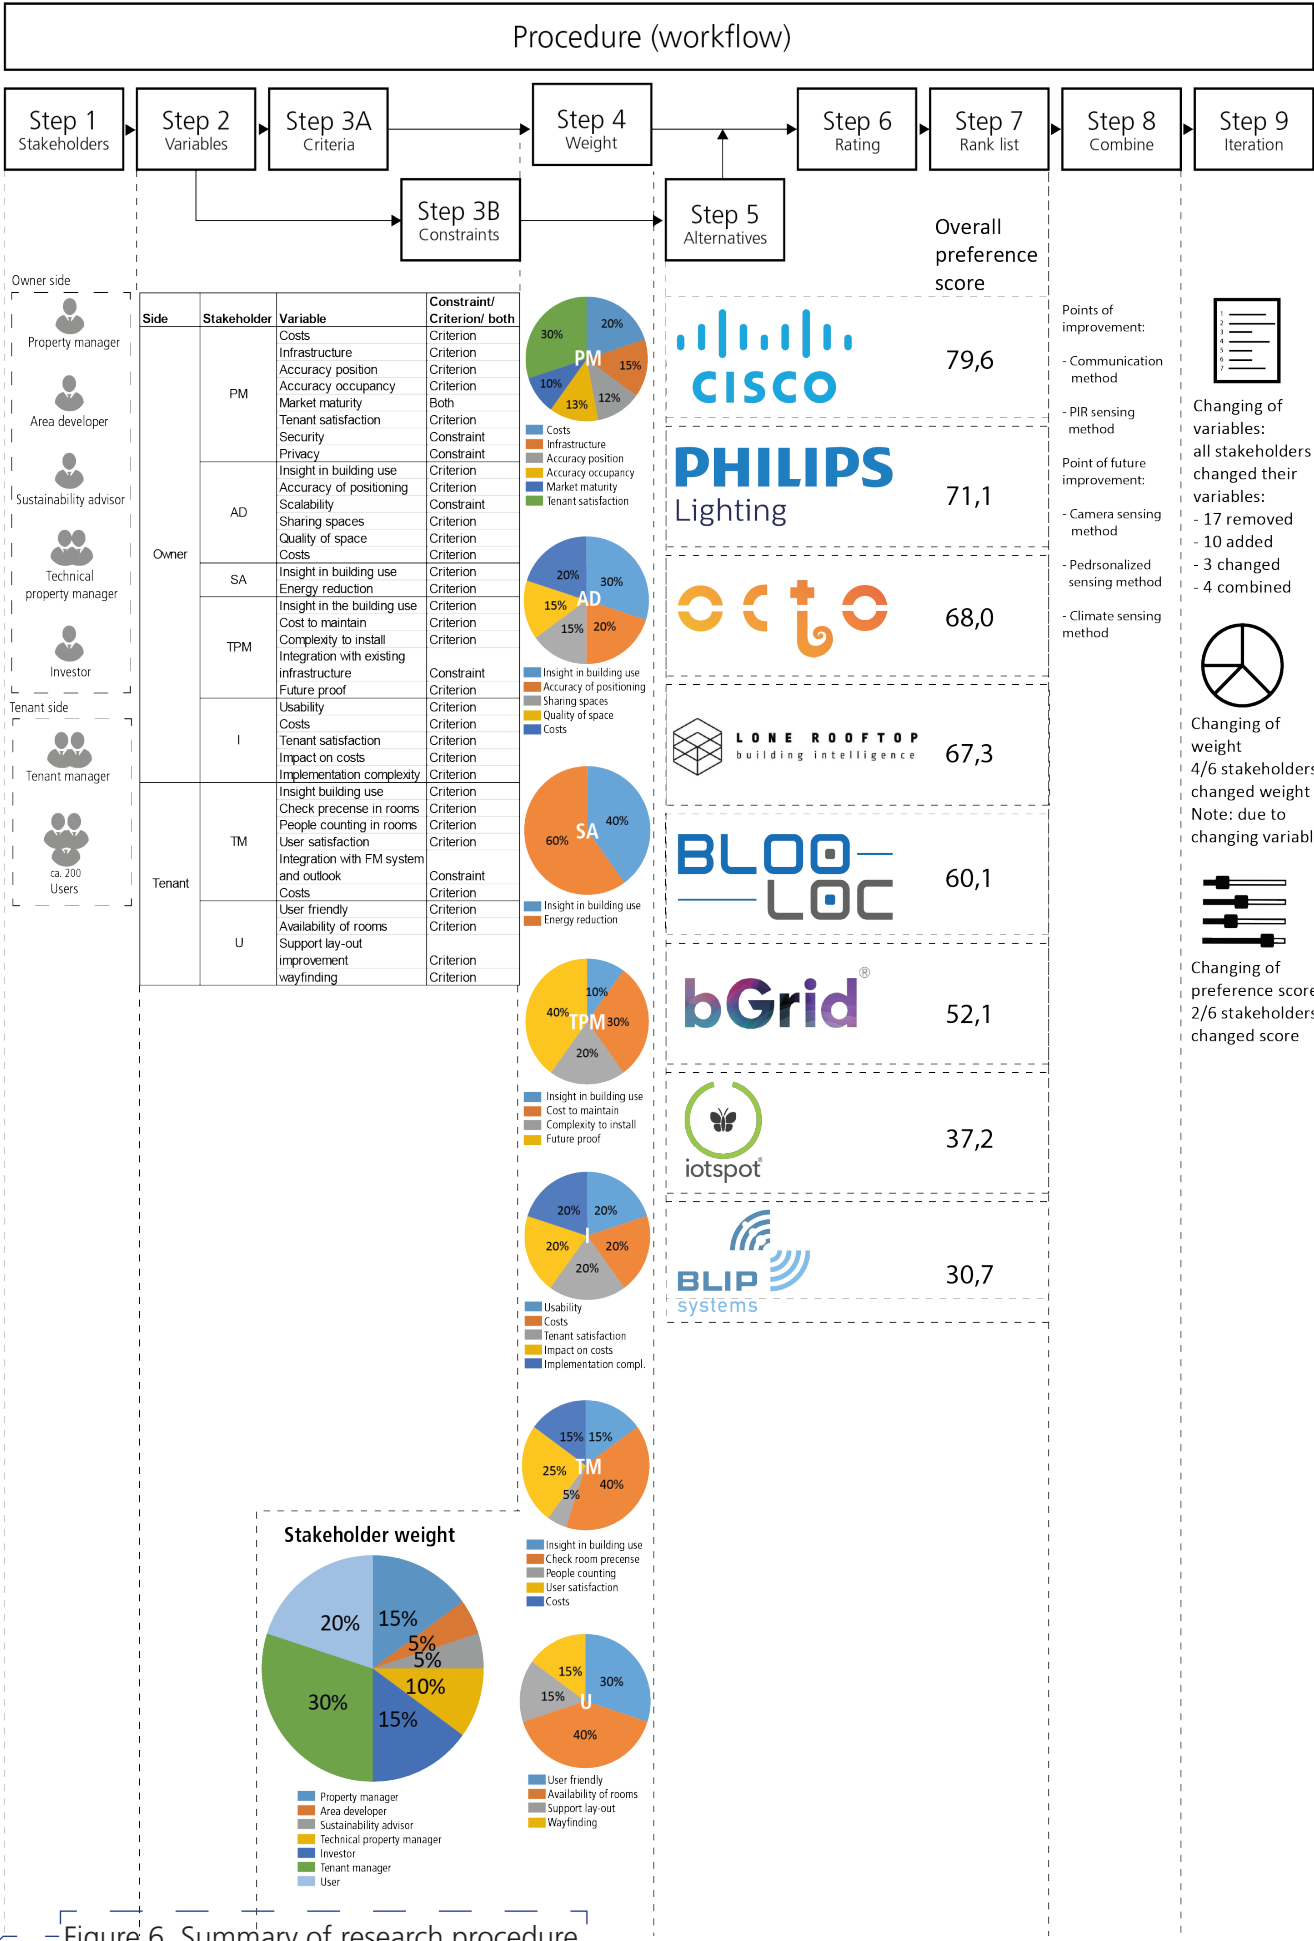 Procedure (workflow)
Step 1
Stakeholders
Step 2
Variables
Step 3A
Criteria
Step 4
Weight
Step 6
Rating
Step 7
Rank list
Step 8
Combine
Step 9
Iteration
Step 3B
Constraints
Step 5
Alternatives
Owner side
Property manager
Area developer
Sustainability advisor
Technical
property manager
Investor
Tenant side
Tenant manager
ca. 200
Users
Constraint/
Side Stakeholder Variable Criterion/ both
Owner
PM
Costs Criterion
Infrastructure Criterion
Accuracy position Criterion
Accuracy occupancy Criterion
Market maturity Both
Tenant satisfaction Criterion
Security Constraint
Privacy Constraint
AD
Insight in building use Criterion
Accuracy of positioning Criterion
Scalability Constraint
Sharing spaces Criterion
Quality of space Criterion
Costs Criterion
SA
Insight in building use Criterion
Energy reduction Criterion
TPM
Insight in the building use Criterion
Cost to maintain Criterion
Complexity to install Criterion
Integration with existing
infrastructure Constraint
Future proof Criterion
I
Usability Criterion
Costs Criterion
Tenant satisfaction Criterion
Impact on costs Criterion
Implementation complexity Criterion
Tenant
TM
Insight building use Criterion
Check precense in rooms Criterion
People counting in rooms Criterion
User satisfaction Criterion
Integration with FM system
and outlook Constraint
Costs Criterion
U
User friendly Criterion
Availability of rooms Criterion
Support lay-out
improvement Criterion
wayfinding Criterion
30% 20%
PM
15%
10%
13% 12%
Costs
Infrastructure
Accuracy position
Accuracy occupancy
Market maturity
Tenant satisfaction
20% 30%
AD
15%
15% 20%
Insight in building use
Accuracy of positioning
Sharing spaces
Quality of space
Costs
40%
SA
60%
Insight in building use
Energy reduction
10%
40%
TPM 30%
20%
Insight in building use
Cost to maintain
Complexity to install
Future proof
20% 20%
I
20% 20%
20%
Usability
Costs
Tenant satisfaction
Impact on costs
Implementation compl.
15% 15%
TM
25% 40%
5%
Insight in building use
Check room precense
People counting
User satisfaction
Costs
15% 30%
15% U
40%
User friendly
Availability of rooms
Support lay-out
Wayfinding
Stakeholder weight
20% 15%
5%
5%
10%
30% 15%
Property manager
Area developer
Sustainability advisor
Technical property manager
Investor
Tenant manager
User
Overall
preference
score
CISCO
79,6
PHILIPS
Lighting
71,1
octo
68,0
LONE ROOFTOP
building intelligence
67,3
BLOO
LOC
60,1
bGrid®
52,1
iotspot®
37,2
BLIP
systems
30,7
Points of
improvement:
- Communication
method
- PIR sensing
method
Point of future
improvement:
- Camera sensing
method
- Pedrsonalized
sensing method
- Climate sensing
method
1
2
3
4
5
6
7
Changing of
variables:
all stakeholders
changed their
variables:
- 17 removed
- 10 added
- 3 changed
- 4 combined
Changing of
weight
4/6 stakeholders
changed weight
Note: due to
changing variabl
Changing of
preference score
2/6 stakeholders
changed score
Figure 6. Summary of research procedure